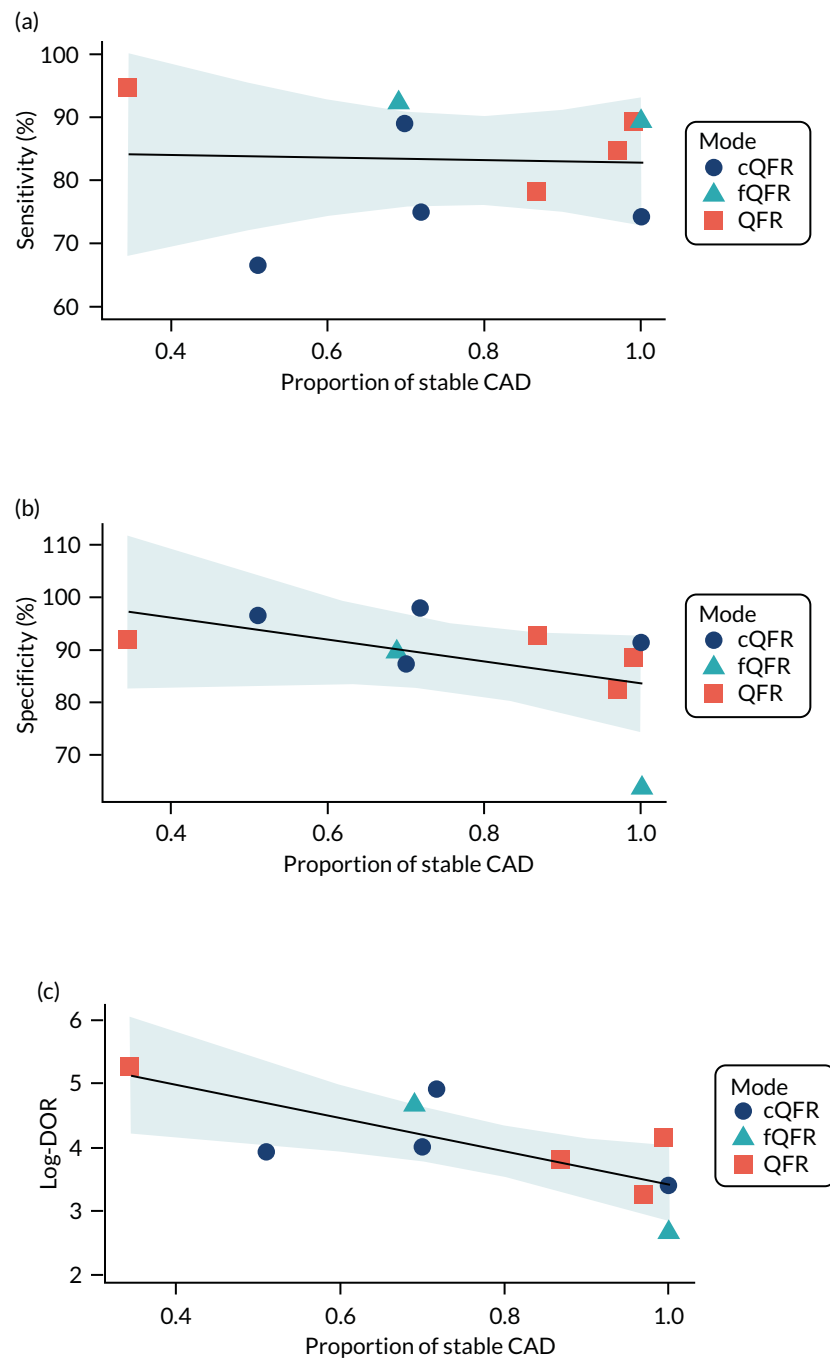 (a)
100
90
80
70
60
Sensitivity (%)
0.4 0.6 0.8 1.0
Proportion of stable CAD
Mode
cQFR
fQFR
QFR
(b)
110
100
90
80
70
Specificity (%)
0.4 0.6 0.8 1.0
Proportion of stable CAD
Mode
cQFR
fQFR
QFR
(c)
6
5
4
3
2
Log-DOR
0.4 0.6 0.8 1.0
Proportion of stable CAD
Mode
cQFR
fQFR
QFR